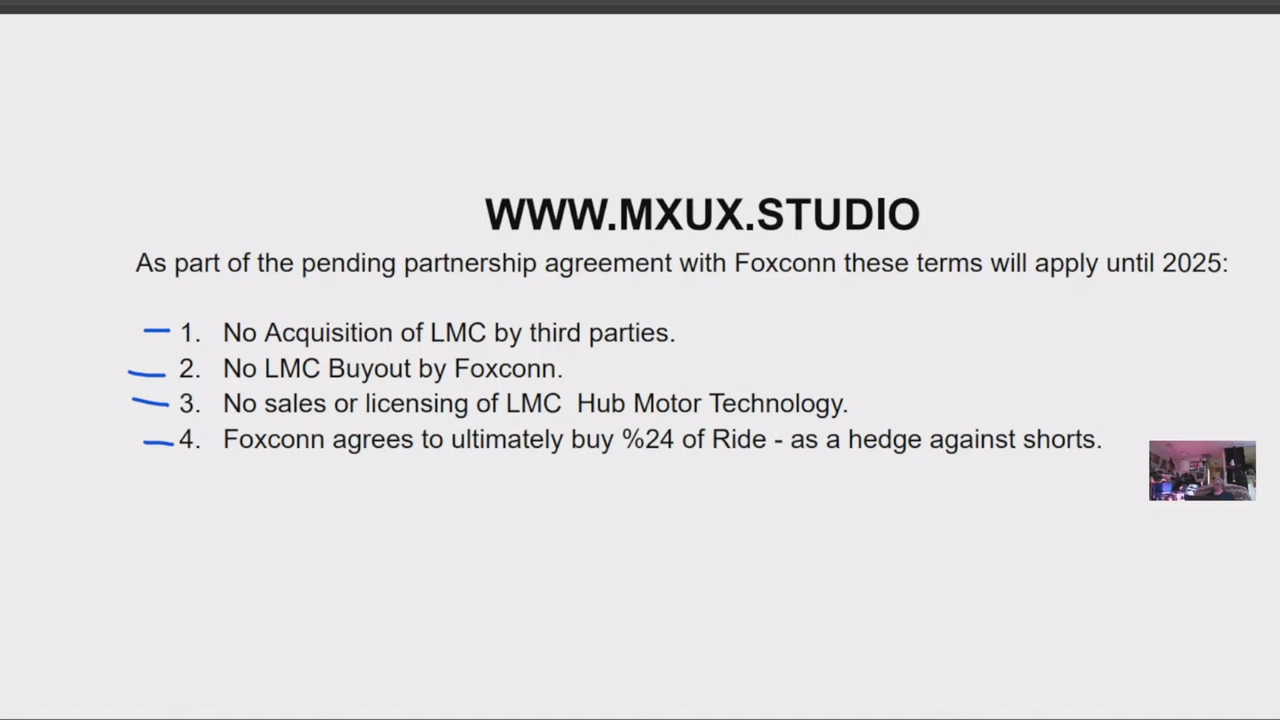 WWW.MXUX.STUDIO
As part of the pending partnership agreement with Foxconn these terms will apply until 2025:
1. No Acquisition of LMC by third parties.
2. No LMC Buyout by Foxconn.
3. No sales or licensing of LMC  Hub Motor Technology.
4. Foxconn agrees to ultimately buy %24 of Ride - as a hedge against shorts.